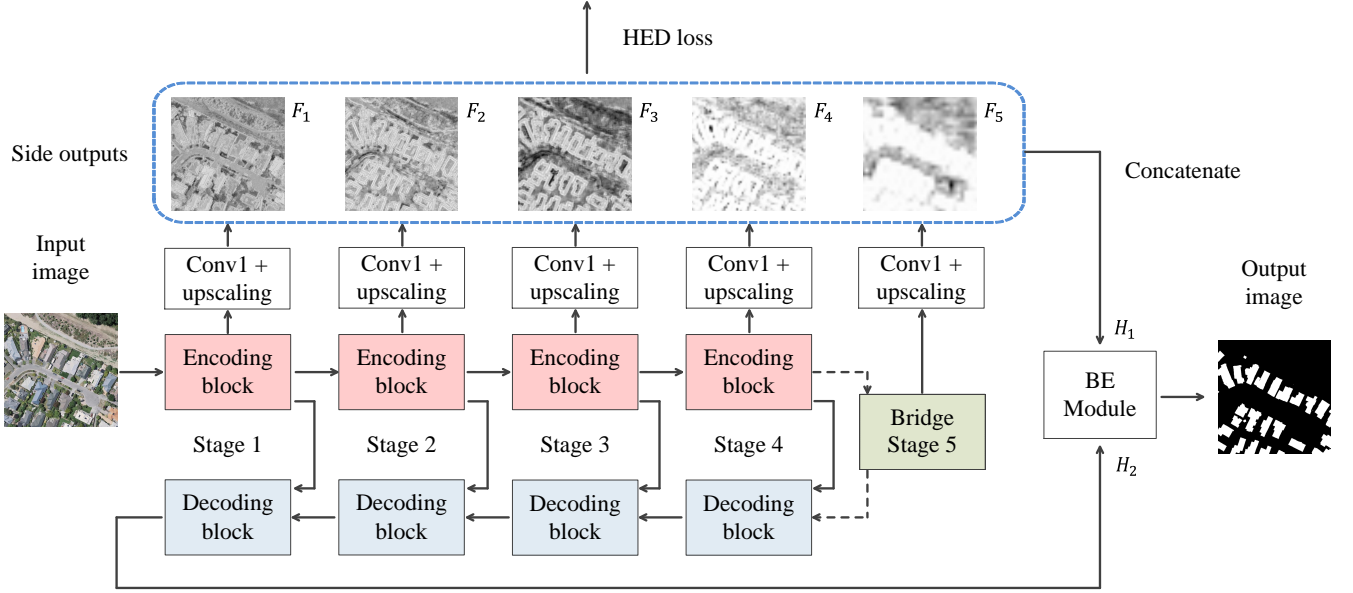 HED loss
F₁
F₂
F₃
F₄
F₅
Side outputs
Concatenate
Input
image
Conv1 +
upscaling
Conv1 +
upscaling
Conv1 +
upscaling
Conv1 +
upscaling
Conv1 +
upscaling
Output
image
Encoding
block
Encoding
block
Encoding
block
Encoding
block
H₁
BE
Module
Bridge
Stage 5
Stage 1
Stage 2
Stage 3
Stage 4
H₂
Decoding
block
Decoding
block
Decoding
block
Decoding
block